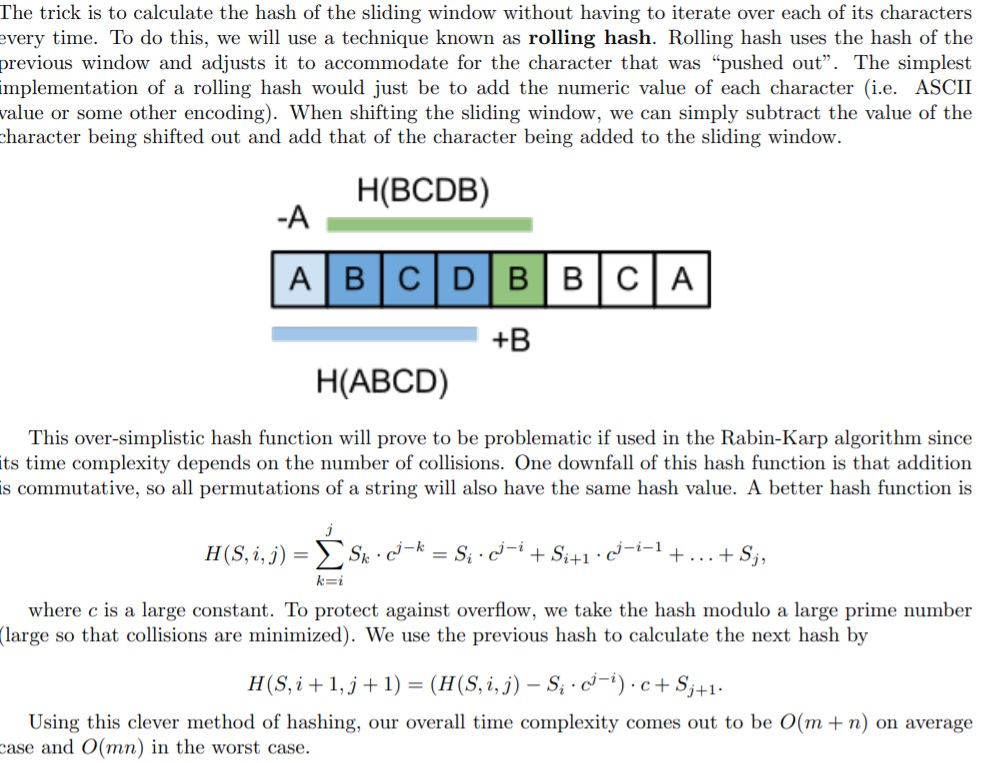 The trick is to calculate the hash of the sliding window without having to iterate over each of its characters
every time. To do this, we will use a technique known as rolling hash. Rolling hash uses the hash of the
previous window and adjusts it to accommodate for the character that was “pushed out”. The simplest
implementation of a rolling hash would just be to add the numeric value of each character (i.e. ASCII
value or some other encoding). When shifting the sliding window, we can simply subtract the value of the
character being shifted out and add that of the character being added to the sliding window.
H(BCDB)
-A
A B C D B B C A
+B
H(ABCD)
This over-simplistic hash function will prove to be problematic if used in the Rabin-Karp algorithm since
its time complexity depends on the number of collisions. One downfall of this hash function is that addition
is commutative, so all permutations of a string will also have the same hash value. A better hash function is
H(S, i, j) = ∑_{k=i}^{j} S_k · c^{j−k} = S_i · c^{j−i} + S_{i+1} · c^{j−i−1} + … + S_j,
where c is a large constant. To protect against overflow, we take the hash modulo a large prime number
(large so that collisions are minimized). We use the previous hash to calculate the next hash by
H(S, i + 1, j + 1) = (H(S, i, j) − S_i · c^{j−i}) · c + S_{j+1}.
Using this clever method of hashing, our overall time complexity comes out to be O(m + n) on average
case and O(mn) in the worst case.